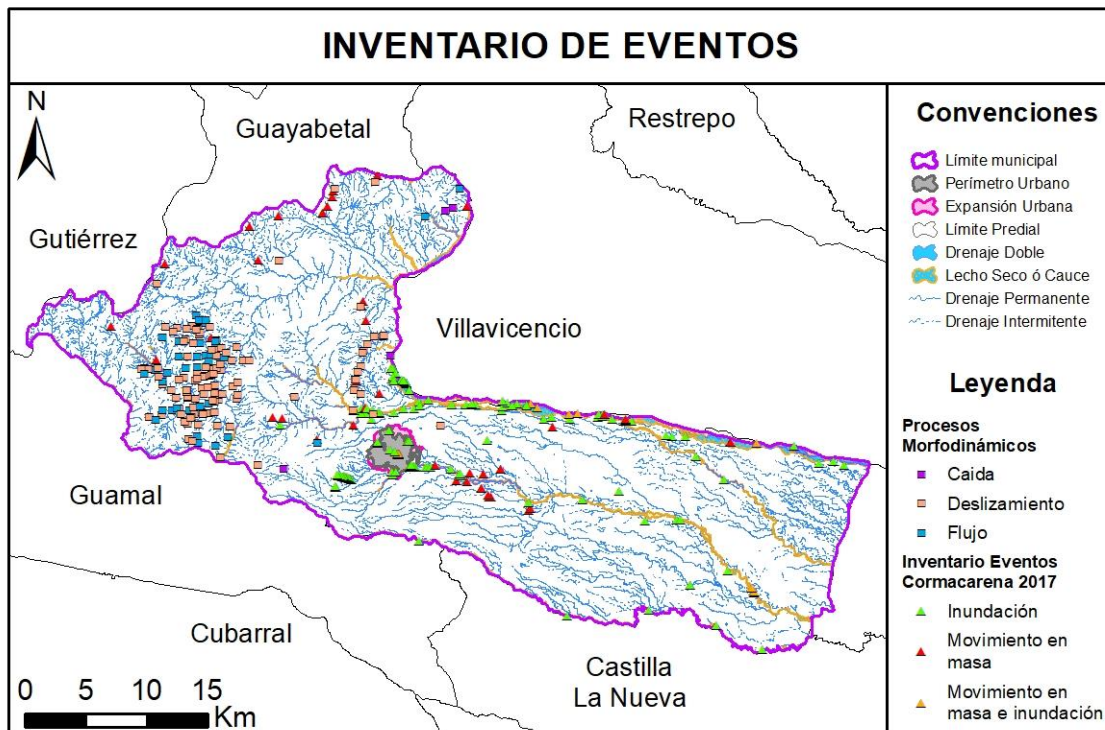 INVENTARIO DE EVENTOS
N
Guayabetal
Restrepo
Gutiérrez
Villavicencio
Guamal
Cubarral
Castilla
La Nueva
0 5 10 15
Km
Convenciones
Límite municipal
Perímetro Urbano
Expansión Urbana
Límite Predial
Drenaje Doble
Lecho Seco ó Cauce
Drenaje Permanente
Drenaje Intermitente
Leyenda
Procesos
Morfodinámicos
Caida
Deslizamiento
Flujo
Inventario Eventos
Cormacarena 2017
Inundación
Movimiento en
masa
Movimiento en
masa e inundación